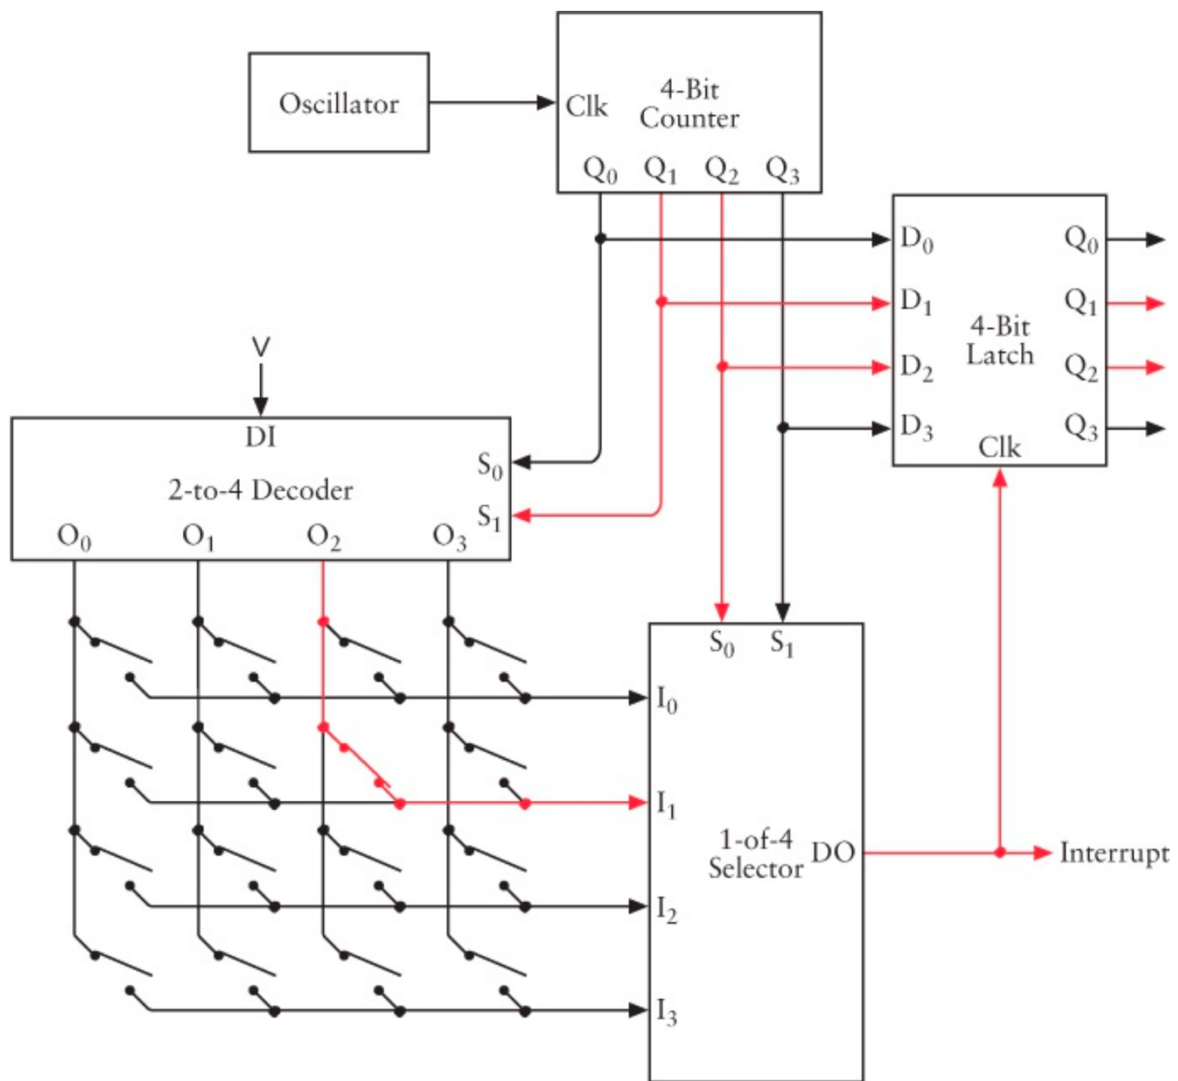 Oscillator
Clk
4-Bit
Counter
Q0 Q1 Q2 Q3
D0
D1
D2
D3
4-Bit
Latch
Clk
Q0
Q1
Q2
Q3
V
DI
2-to-4 Decoder
S0
S1
O0 O1 O2 O3
S0 S1
I0
I1
I2
I3
1-of-4
Selector
DO
Interrupt